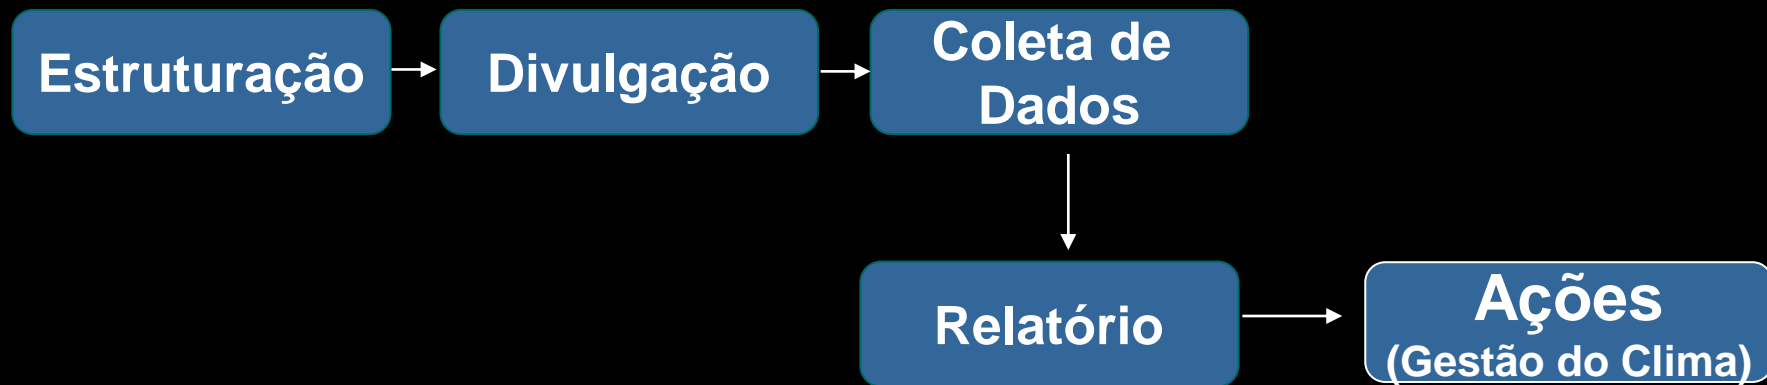 Estruturação
Divulgação
Coleta de
Dados
Relatório
Ações
(Gestão do Clima)